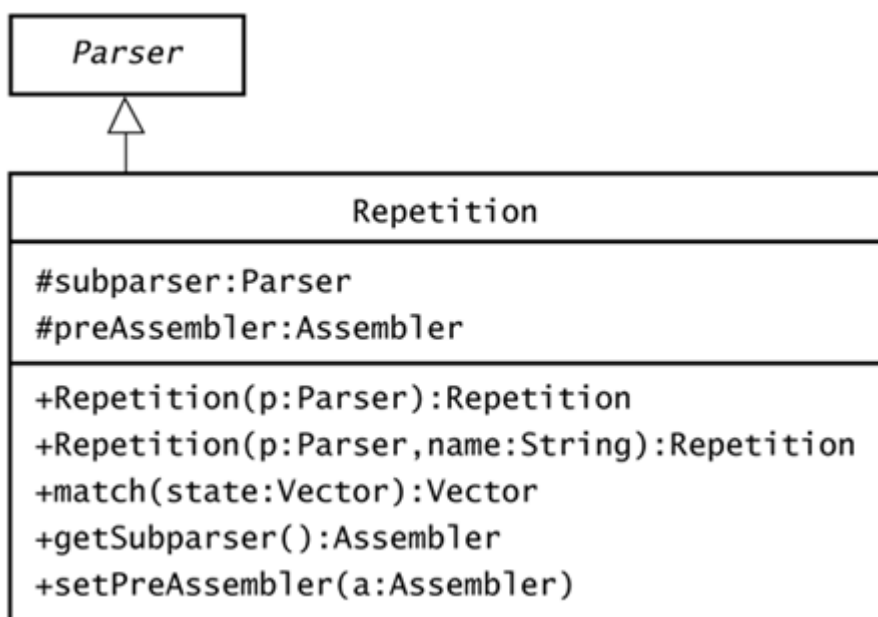 Parser
Repetition
#subparser:Parser
#preAssembler:Assembler
+Repetition(p:Parser):Repetition
+Repetition(p:Parser,name:String):Repetition
+match(state:Vector):Vector
+getSubparser():Assembler
+setPreAssembler(a:Assembler)